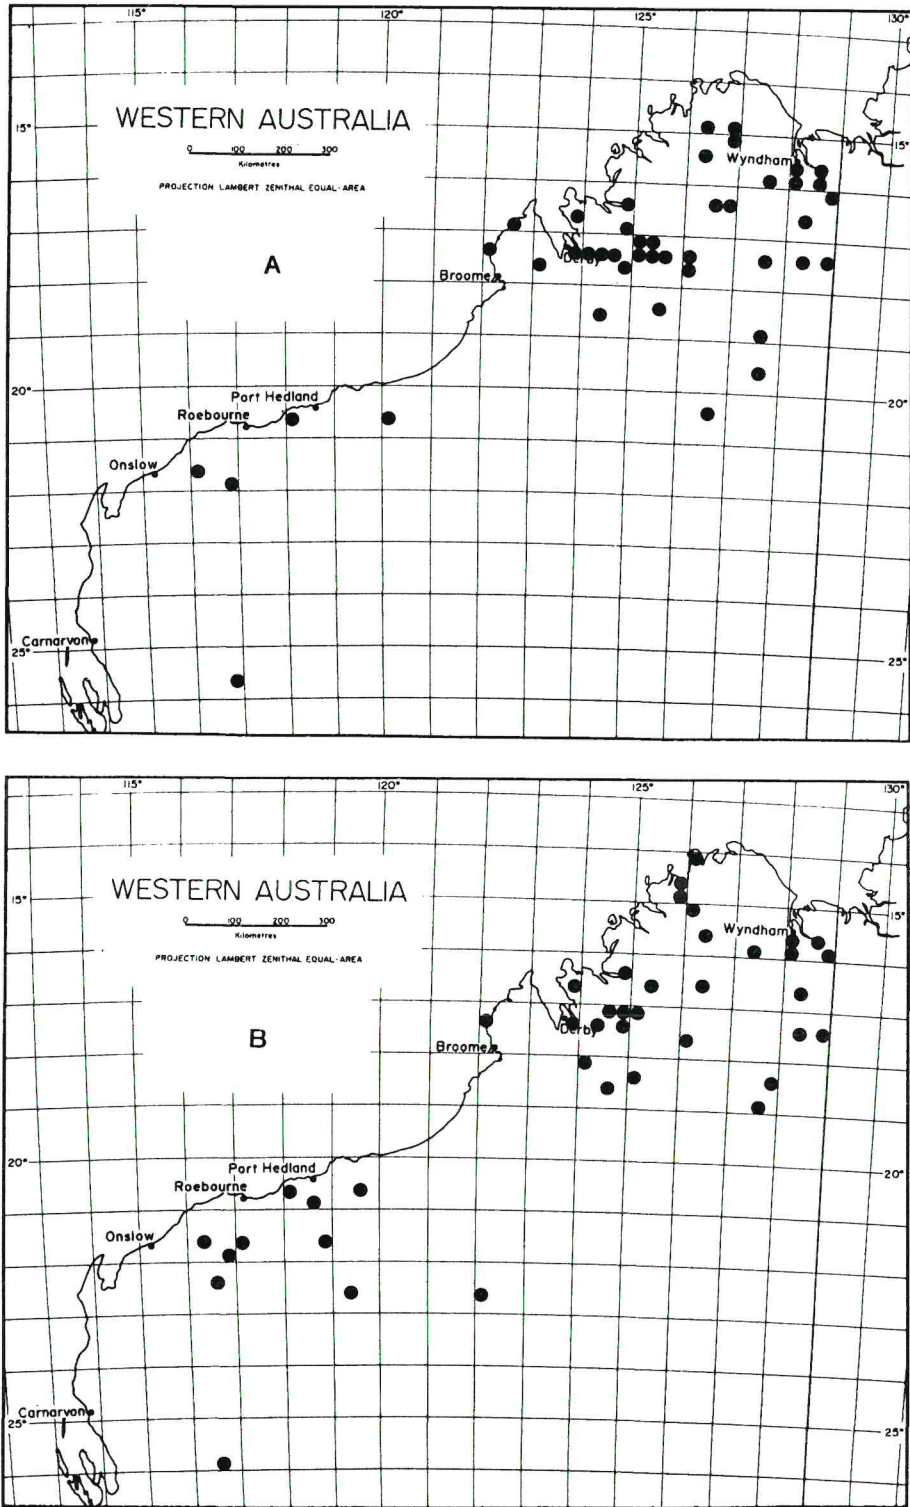 115° 120° 125° 130°
WESTERN AUSTRALIA
0 100 200 300
Kilometres
PROJECTION LAMBERT ZENITHAL EQUAL-AREA
A
15° 15°
Wyndham
Derby
Broome
20° 20°
Port Hedland
Roebourne
Onslow
Carnarvon
25° 25°
115° 120° 125° 130°
WESTERN AUSTRALIA
0 100 200 300
Kilometres
PROJECTION LAMBERT ZENITHAL EQUAL-AREA
B
15° 15°
Wyndham
Derby
Broome
20° 20°
Port Hedland
Roebourne
Onslow
Carnarvon
25° 25°